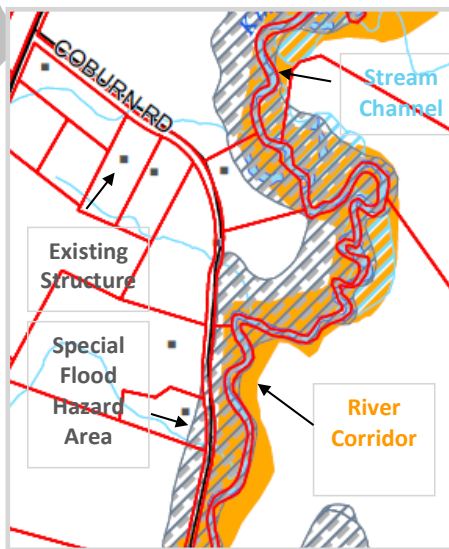 COBURN RD
Stream
Channel
Existing
Structure
Special
Flood
Hazard
Area
River
Corridor